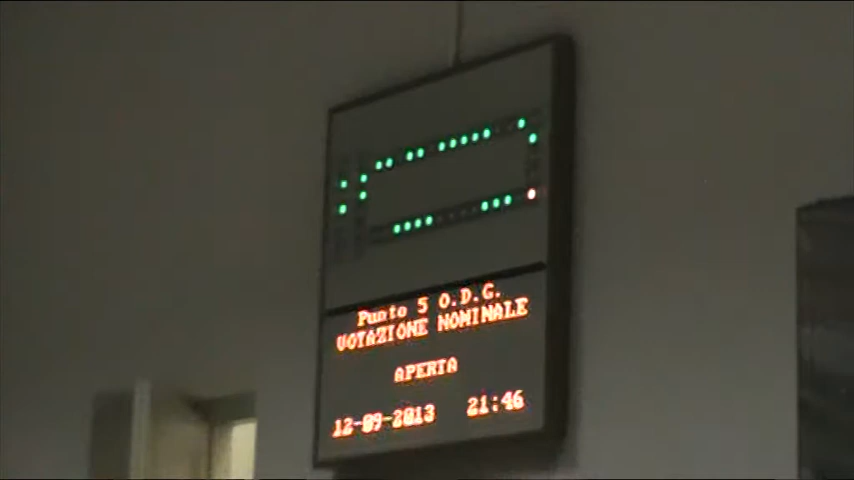 Punto 5 O.D.G.
VOTAZIONE NOMINALE
APERTA
12-09-2013 21:46